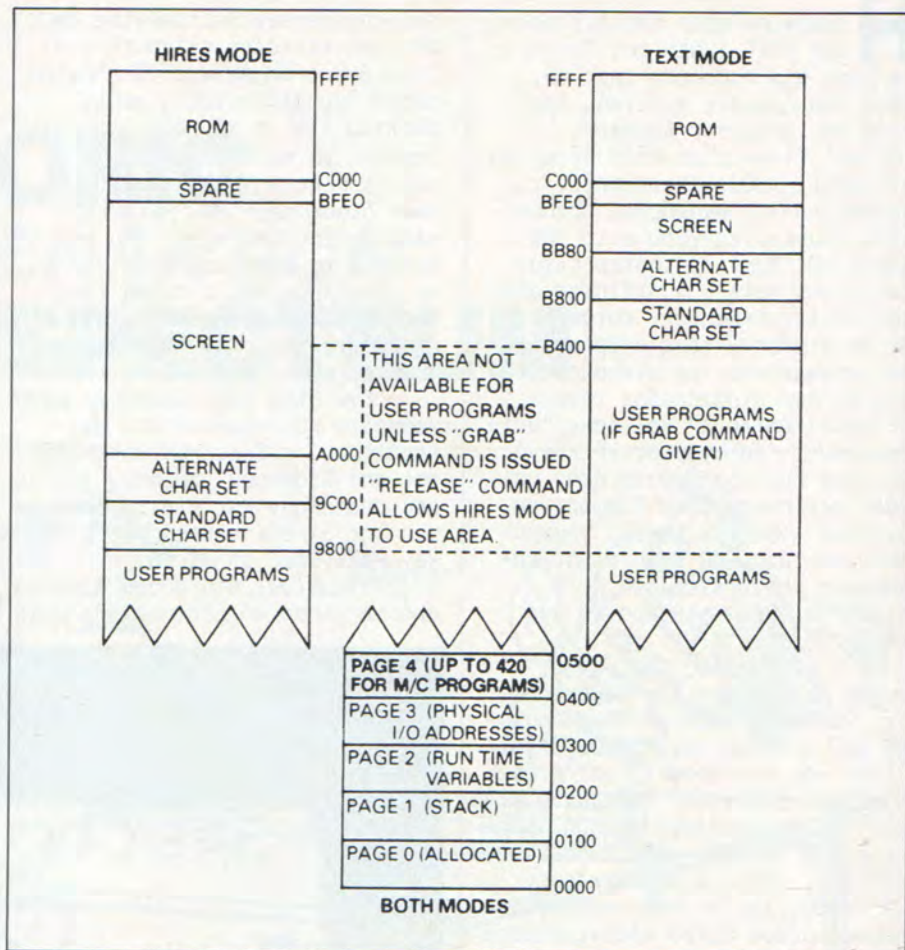 HIRES MODE
FFFF
ROM
C000
SPARE
BFE0
SCREEN
A000
ALTERNATE
CHAR SET
9C00
STANDARD
CHAR SET
9800
USER PROGRAMS
THIS AREA NOT
AVAILABLE FOR
USER PROGRAMS
UNLESS "GRAB"
COMMAND IS ISSUED
"RELEASE" COMMAND
ALLOWS HIRES MODE
TO USE AREA.
TEXT MODE
FFFF
ROM
C000
SPARE
BFE0
SCREEN
BB80
ALTERNATE
CHAR SET
B800
STANDARD
CHAR SET
B400
USER PROGRAMS
(IF GRAB COMMAND
GIVEN)
USER PROGRAMS
PAGE 4 (UP TO 420
FOR M/C PROGRAMS)
0500
0400
PAGE 3 (PHYSICAL
I/O ADDRESSES)
0300
PAGE 2 (RUN TIME
VARIABLES)
0200
PAGE 1 (STACK)
0100
PAGE 0 (ALLOCATED)
0000
BOTH MODES